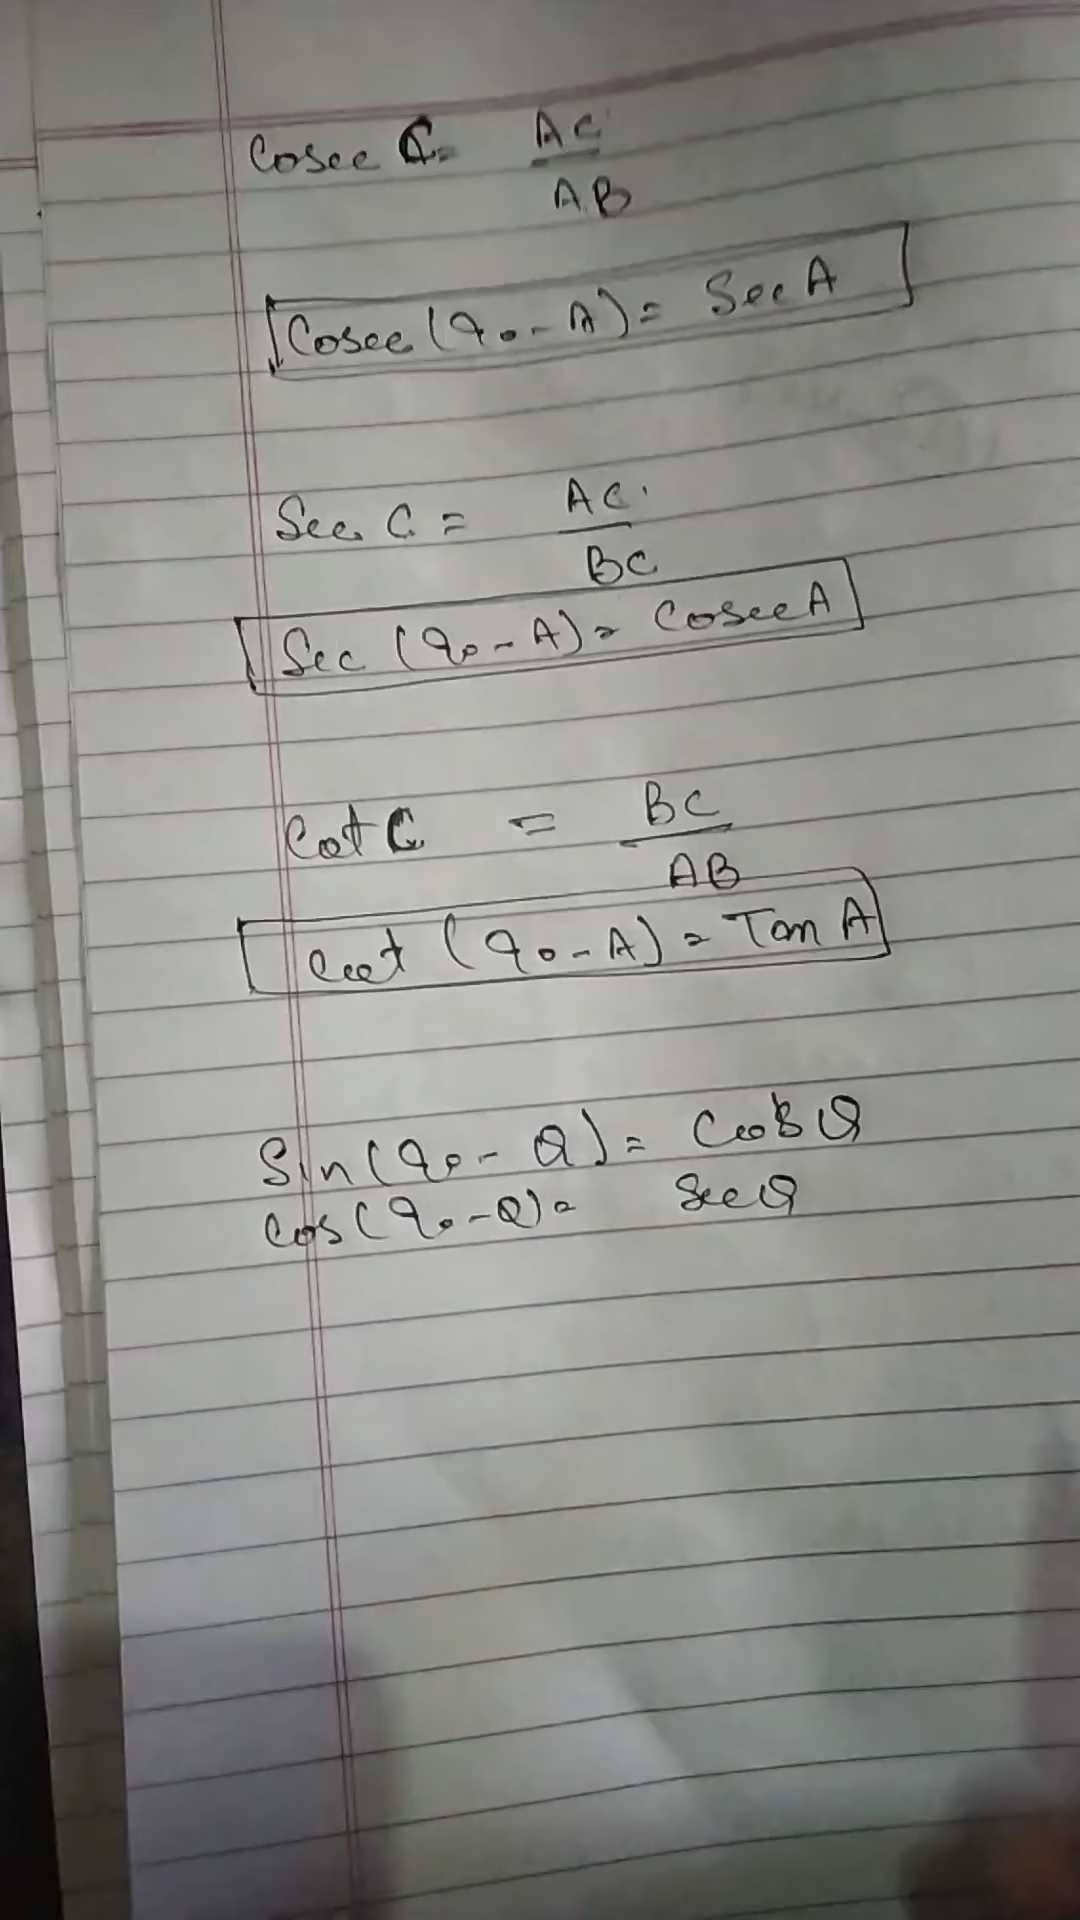 Cosec C = AC
AB
Cosec (90 - A) = Sec A
Sec C = AC
BC
Sec (90 - A) = Cosec A
Cot C = BC
AB
Cot (90 - A) = Tan A
Sin (90 - θ) = Cos θ
Cos (90 - θ) = Sec θ